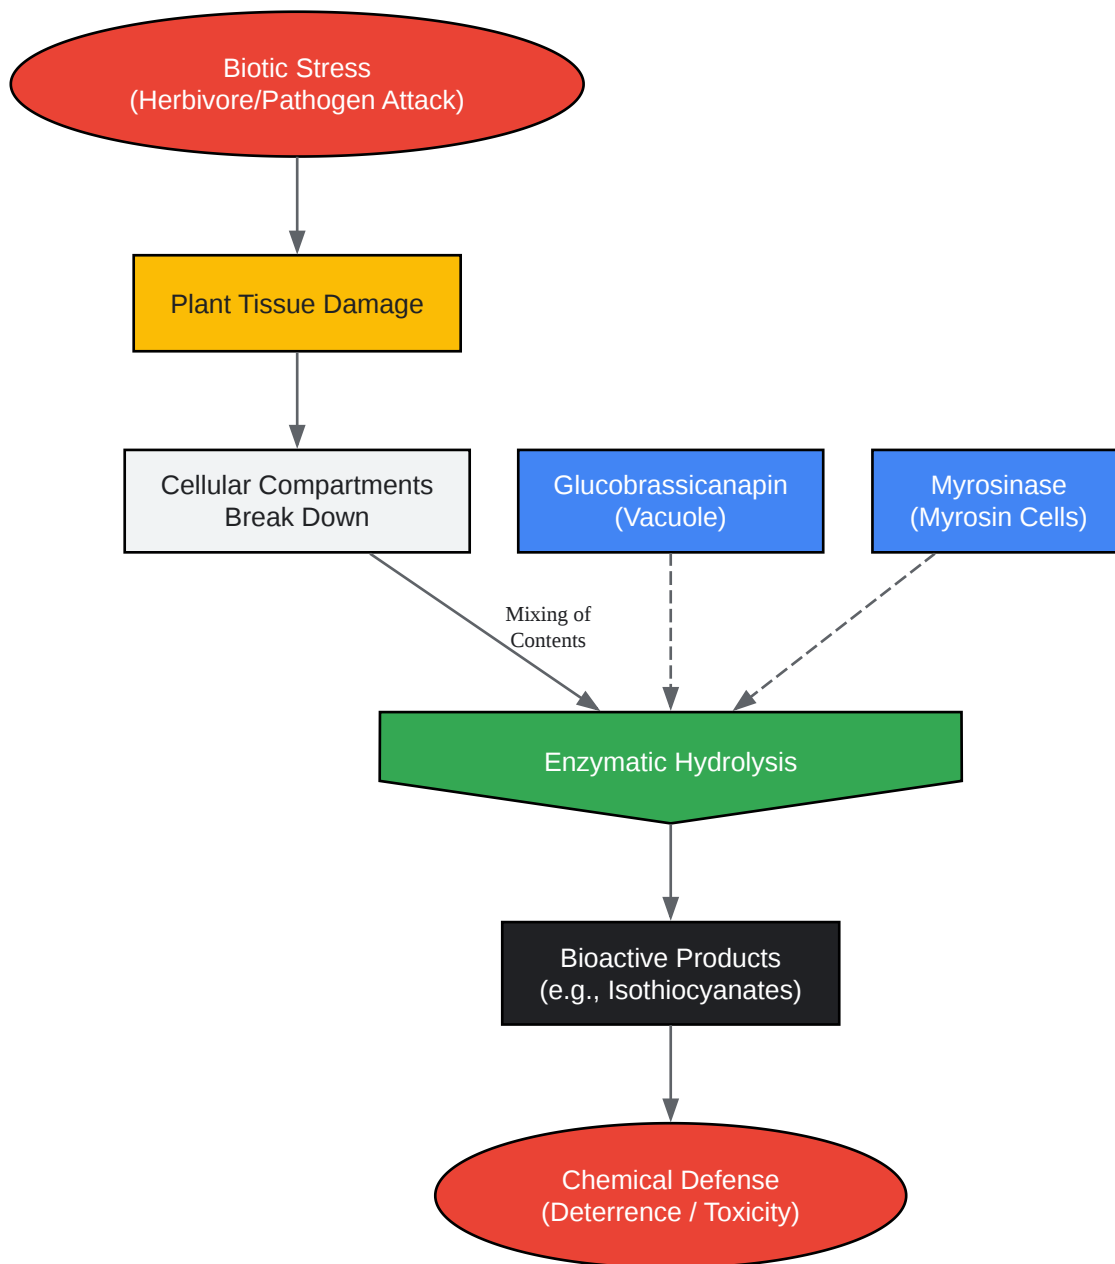 Biotic Stress
(Herbivore/Pathogen Attack)
Plant Tissue Damage
Cellular Compartments
Break Down
Glucobrassicanapin
(Vacuole)
Myrosinase
(Myrosin Cells)
Mixing of
Contents
Enzymatic Hydrolysis
Bioactive Products
(e.g., Isothiocyanates)
Chemical Defense
(Deterrence / Toxicity)